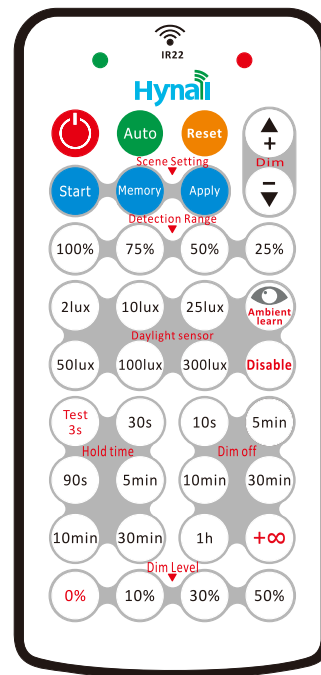 IR22
Hynall
Auto Reset
+
Dim
−
Scene Setting
Start Memory Apply
Detection Range
100% 75% 50% 25%
2lux 10lux 25lux Ambient
learn
Daylight sensor
50lux 100lux 300lux Disable
Test
3s 30s 10s 5min
Hold time Dim off
90s 5min 10min 30min
10min 30min 1h +∞
Dim Level
0% 10% 30% 50%